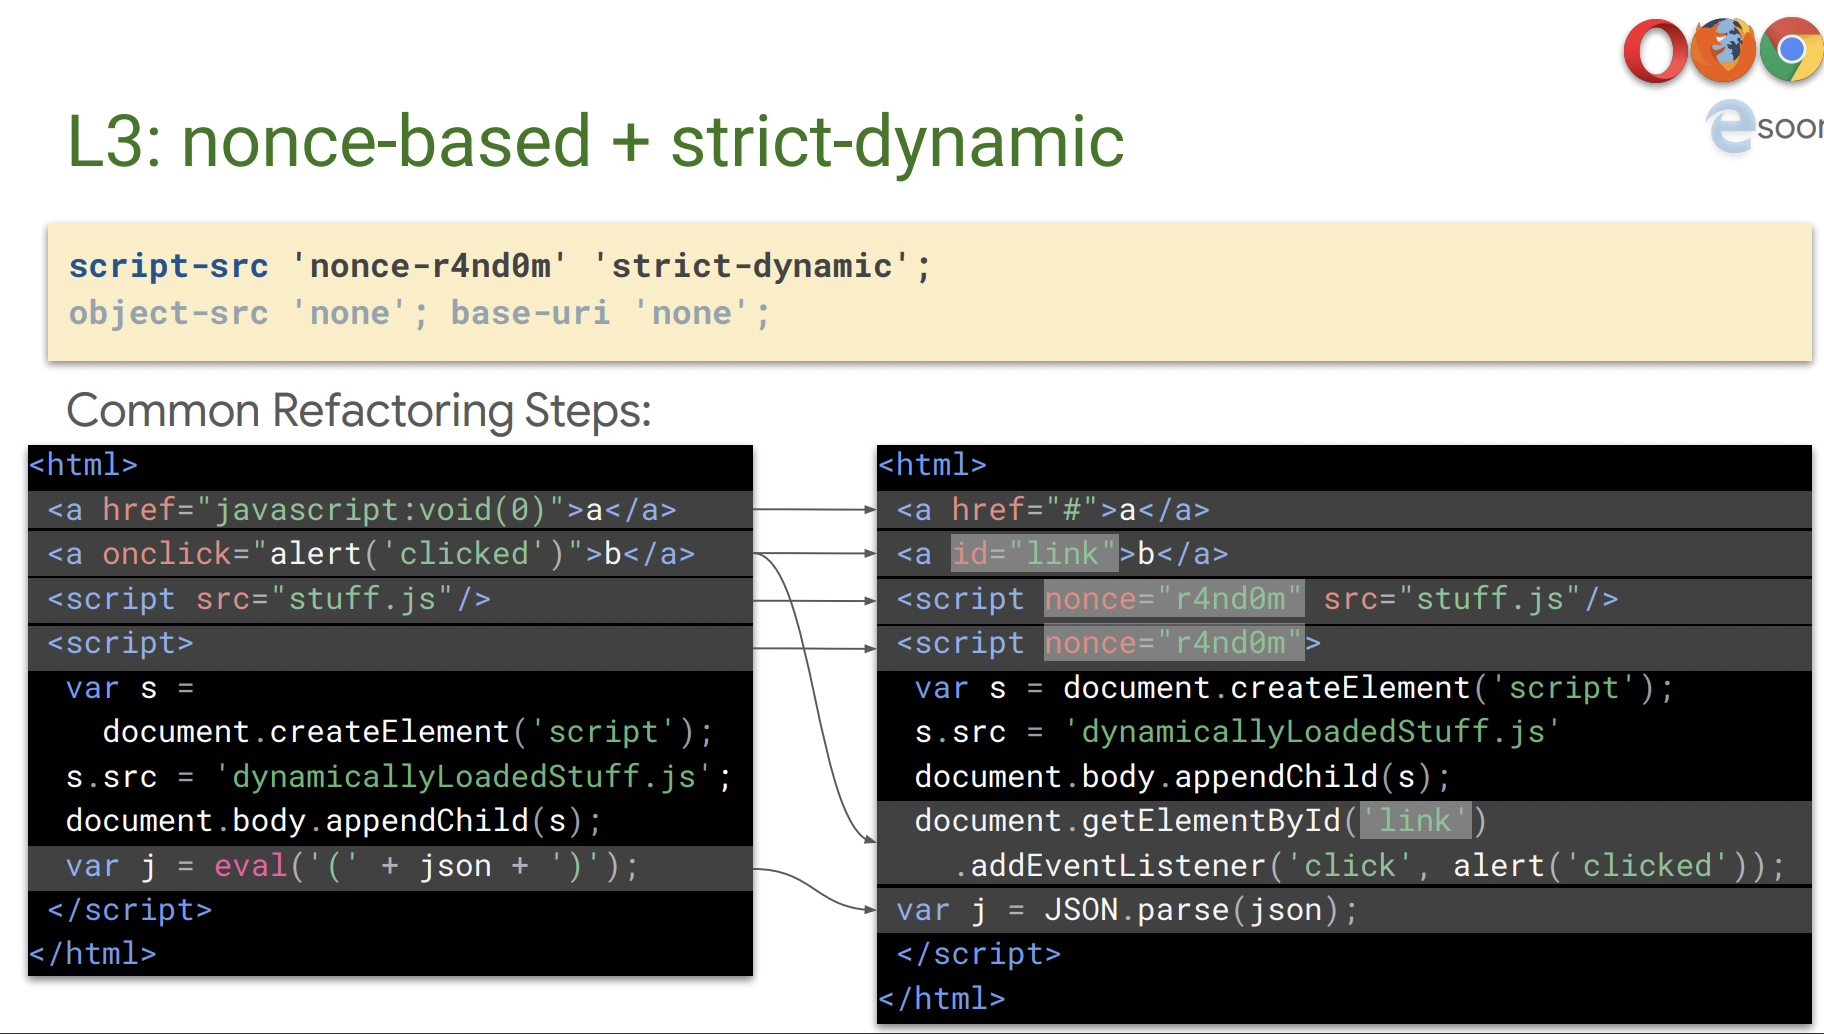 L3: nonce-based + strict-dynamic
script-src 'nonce-r4nd0m' 'strict-dynamic';
object-src 'none'; base-uri 'none';
Common Refactoring Steps:
<html>
<a href="javascript:void(0)">a</a>
<a onclick="alert('clicked')">b</a>
<script src="stuff.js"/>
<script>
var s =
document.createElement('script');
s.src = 'dynamicallyLoadedStuff.js';
document.body.appendChild(s);
var j = eval('(' + json + ')');
</script>
</html>
<html>
<a href="#">a</a>
<a id="link">b</a>
<script nonce="r4nd0m" src="stuff.js"/>
<script nonce="r4nd0m">
var s = document.createElement('script');
s.src = 'dynamicallyLoadedStuff.js'
document.body.appendChild(s);
document.getElementById('link')
.addEventListener('click', alert('clicked'));
var j = JSON.parse(json);
</script>
</html>